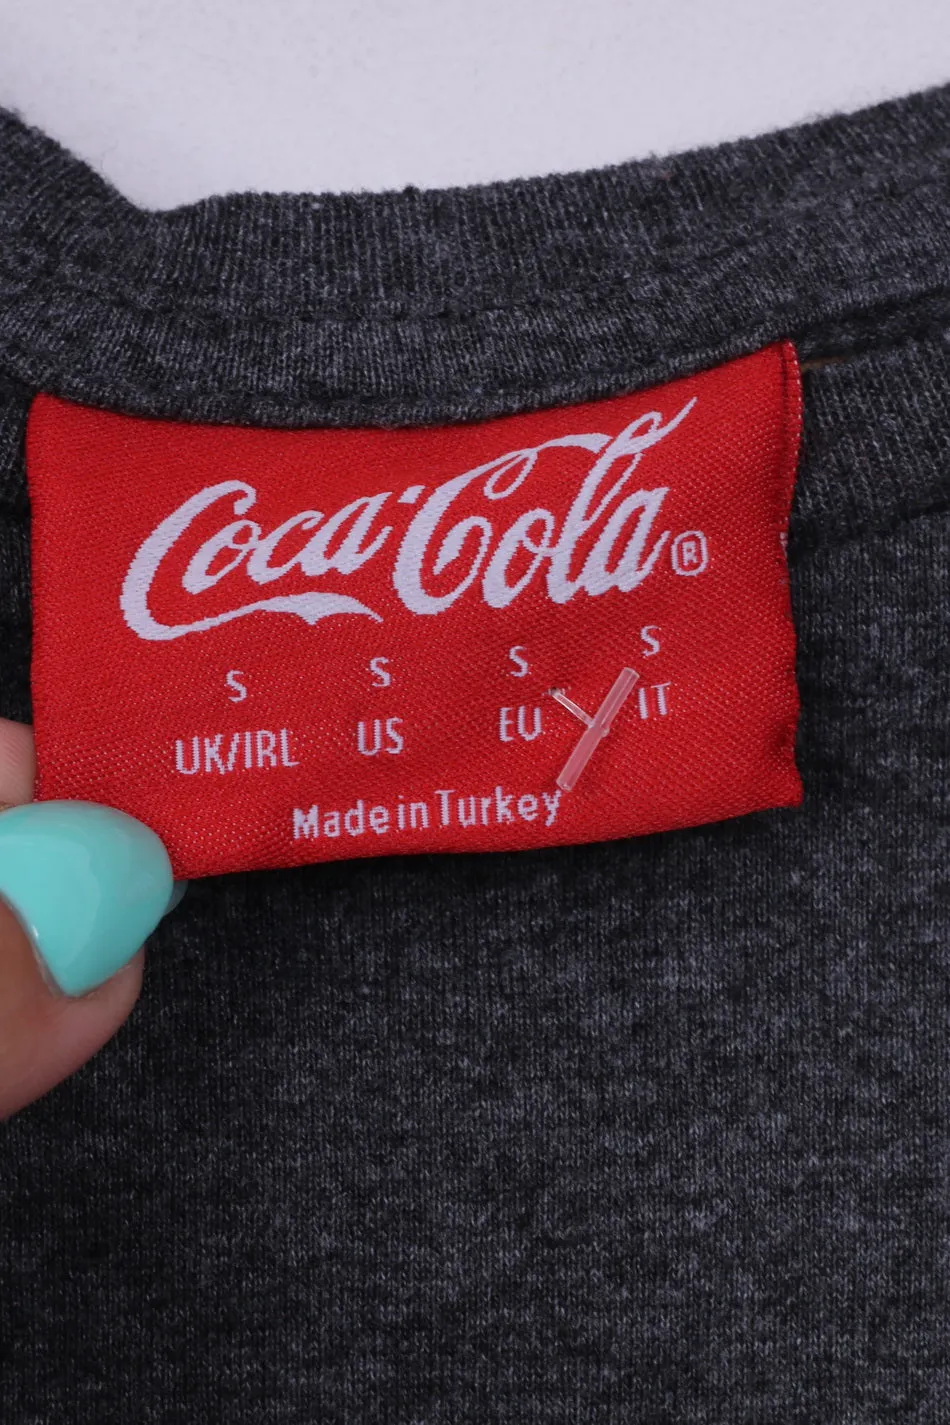 Coca-Cola®
S S S S
UK/IRL US EU IT
Made in Turkey